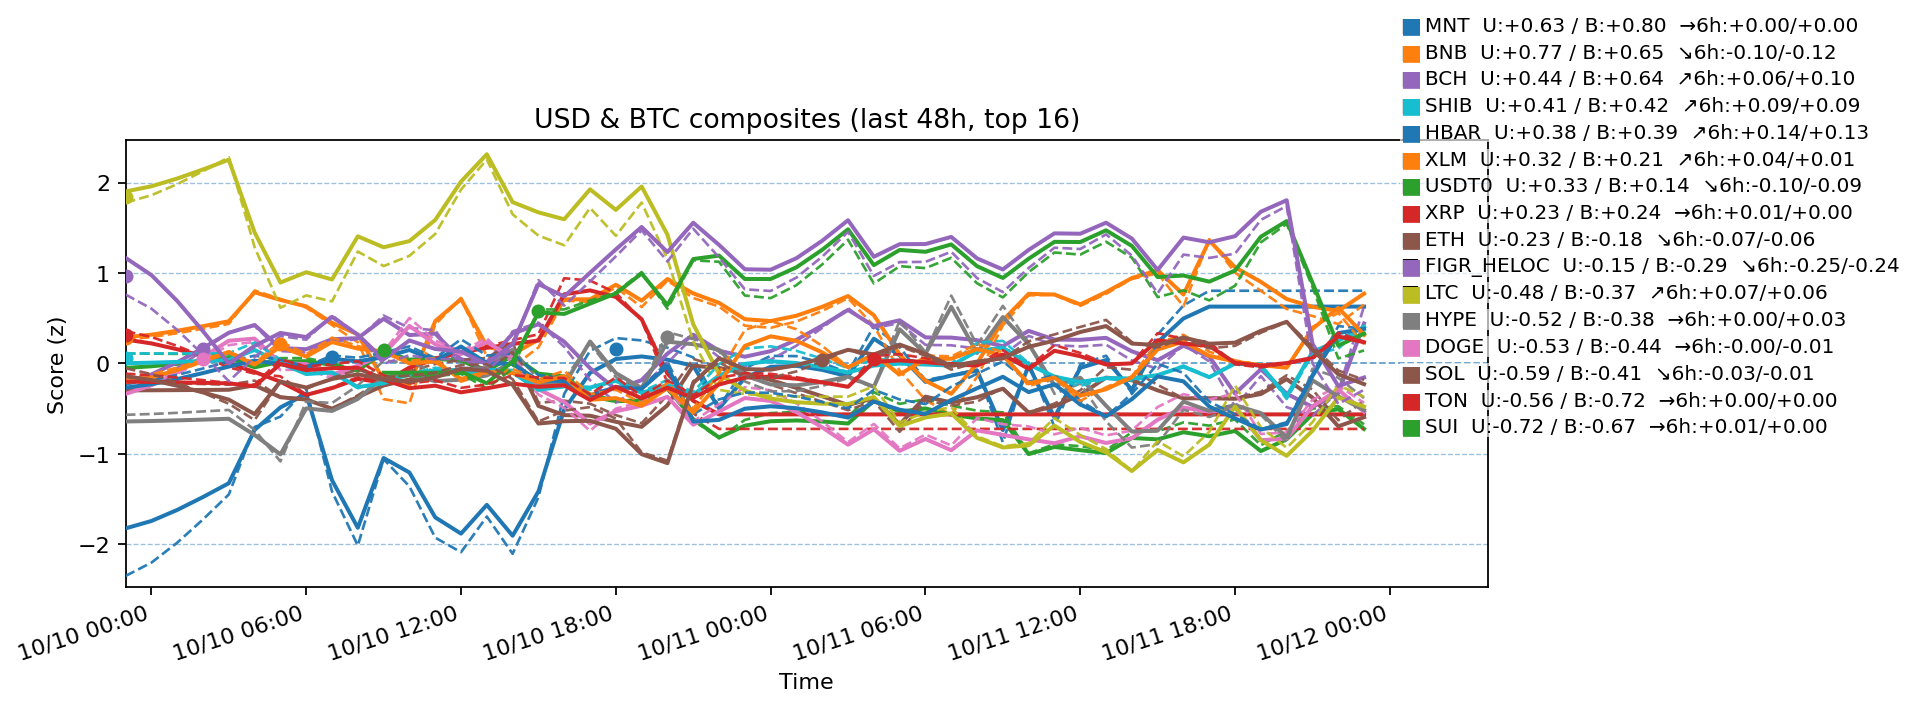 MNT  U:+0.63 / B:+0.80  →6h:+0.00/+0.00
BNB  U:+0.77 / B:+0.65  ↘6h:-0.10/-0.12
BCH  U:+0.44 / B:+0.64  ↗6h:+0.06/+0.10
SHIB  U:+0.41 / B:+0.42  ↗6h:+0.09/+0.09
HBAR  U:+0.38 / B:+0.39  ↗6h:+0.14/+0.13
XLM  U:+0.32 / B:+0.21  ↗6h:+0.04/+0.01
USDT0  U:+0.33 / B:+0.14  ↘6h:-0.10/-0.09
XRP  U:+0.23 / B:+0.24  →6h:+0.01/+0.00
ETH  U:-0.23 / B:-0.18  ↘6h:-0.07/-0.06
FIGR_HELOC  U:-0.15 / B:-0.29  ↘6h:-0.25/-0.24
LTC  U:-0.48 / B:-0.37  ↗6h:+0.07/+0.06
HYPE  U:-0.52 / B:-0.38  →6h:+0.00/+0.03
DOGE  U:-0.53 / B:-0.44  →6h:-0.00/-0.01
SOL  U:-0.59 / B:-0.41  ↘6h:-0.03/-0.01
TON  U:-0.56 / B:-0.72  →6h:+0.00/+0.00
SUI  U:-0.72 / B:-0.67  →6h:+0.01/+0.00
USD & BTC composites (last 48h, top 16)
Score (z)
2
1
0
−1
−2
10/10 00:00
10/10 06:00
10/10 12:00
10/10 18:00
10/11 00:00
10/11 06:00
10/11 12:00
10/11 18:00
10/12 00:00
Time